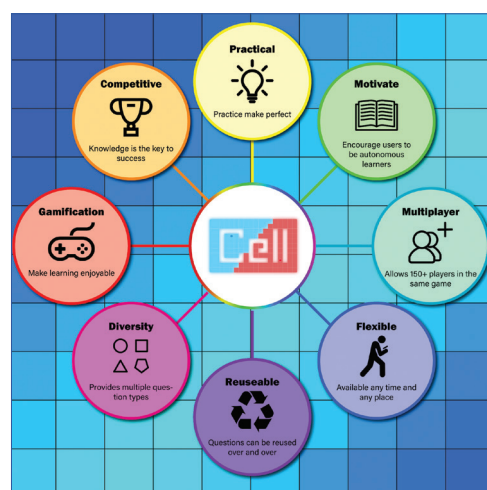 Practical
Practice make perfect
Competitive
Knowledge is the key to
success
Motivate
Encourage users to
be autonomous
learners
Gamification
Make learning enjoyable
Cell
Multiplayer
Allows 150+ players in the
same game
Diversity
Provides multiple ques-
tion types
Flexible
Available any time and
any place
Reuseable
Questions can be reused
over and over